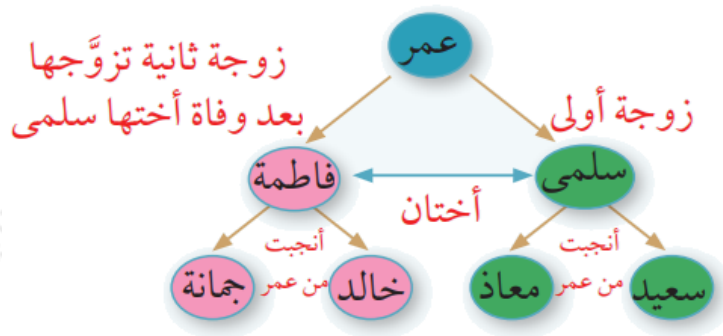 عمر
زوجة أولى
زوجة ثانية تزوَّجها
بعد وفاة أختها سلمى
سلمى
أختان
فاطمة
أنجبت
من عمر
سعيد
معاذ
أنجبت
من عمر
خالد
جمانة